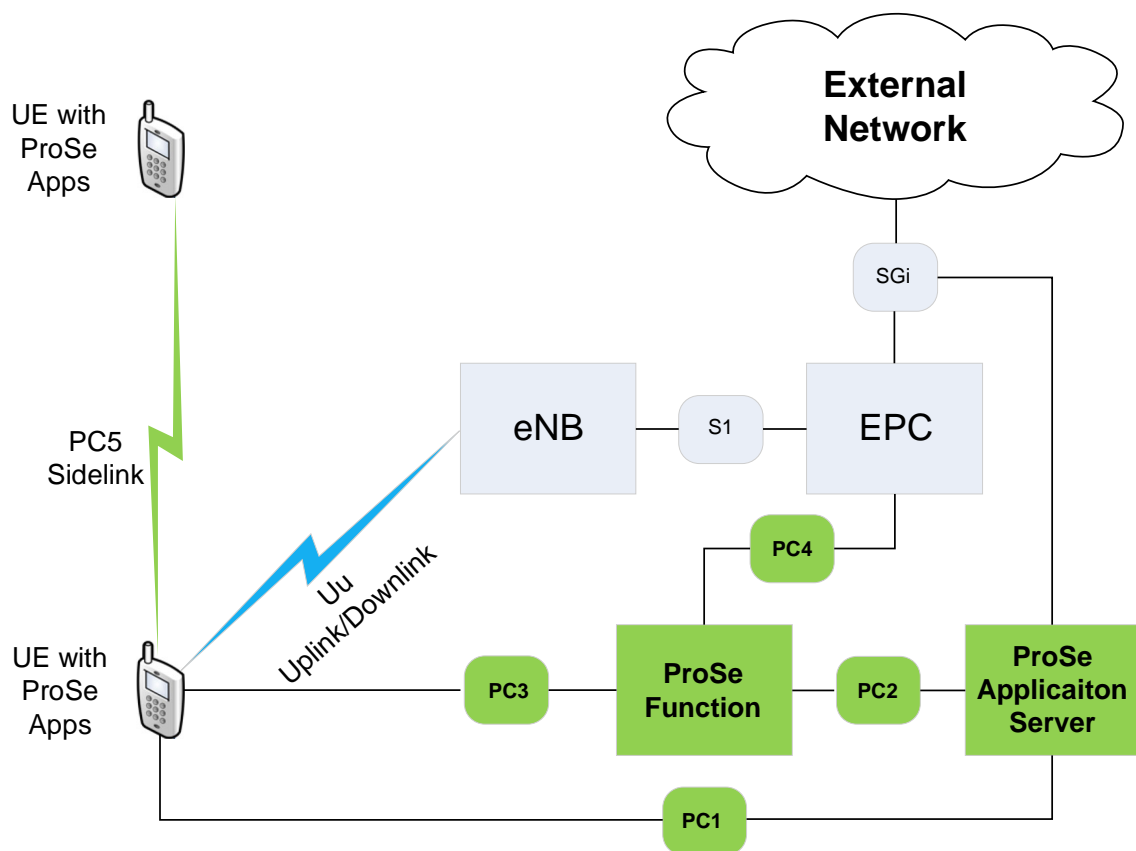 External
Network
UE with
ProSe
Apps
SGi
eNB
S1
EPC
PC5
Sidelink
PC4
Uu
Uplink/Downlink
UE with
ProSe
Apps
PC3
ProSe
Function
PC2
ProSe
Applicaiton
Server
PC1